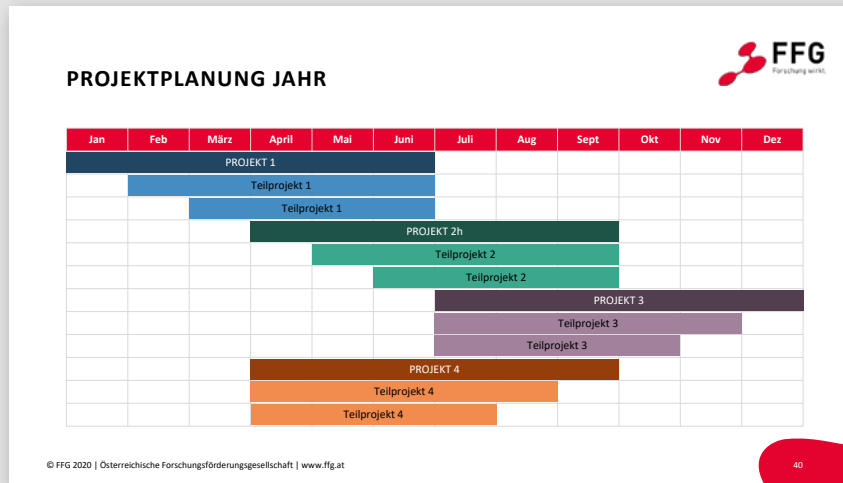 FFG
Forschung wirkt.
PROJEKTPLANUNG JAHR
Jan Feb März April Mai Juni Juli Aug Sept Okt Nov Dez
PROJEKT 1
Teilprojekt 1
Teilprojekt 1
PROJEKT 2h
Teilprojekt 2
Teilprojekt 2
PROJEKT 3
Teilprojekt 3
Teilprojekt 3
PROJEKT 4
Teilprojekt 4
Teilprojekt 4
© FFG 2020 | Österreichische Forschungsförderungsgesellschaft | www.ffg.at
40